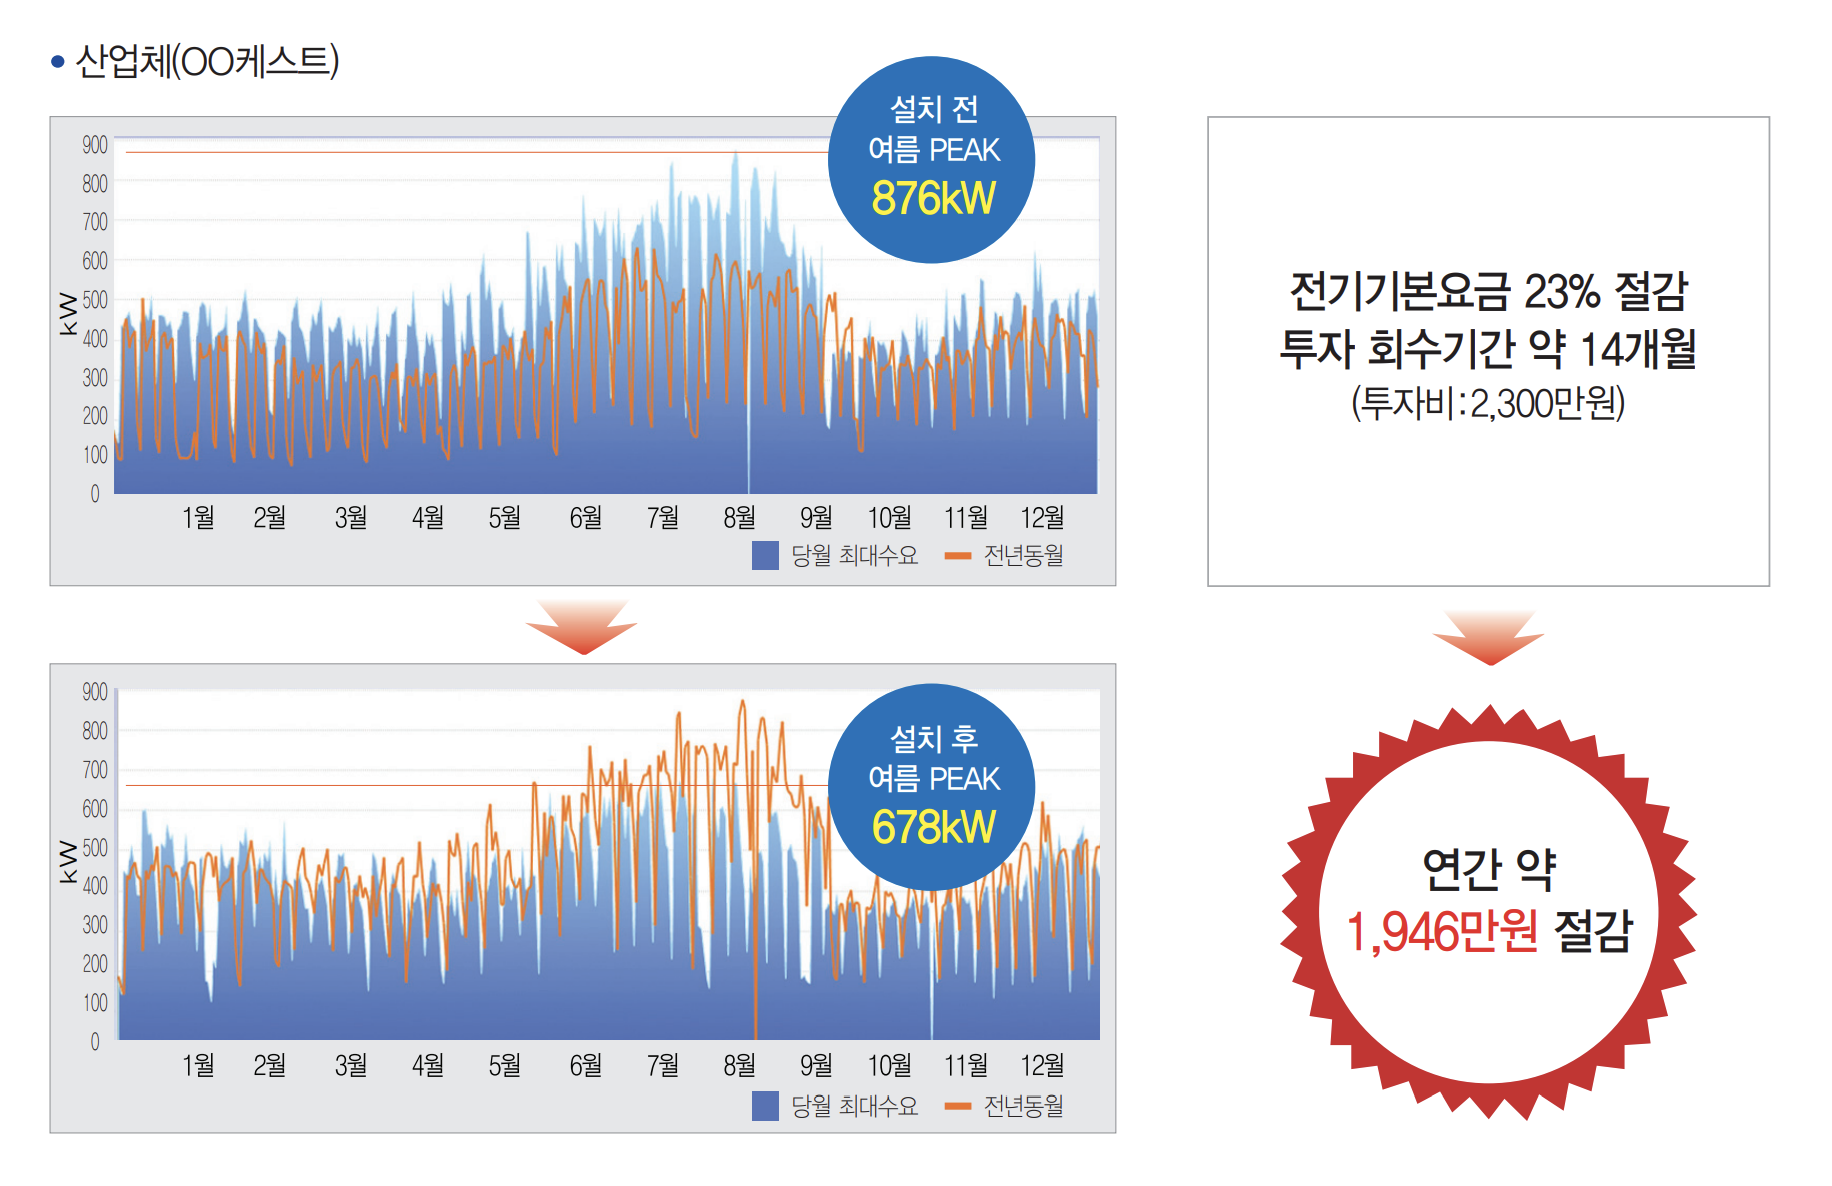 • 산업체(OO케스트)
설치 전
여름 PEAK
876kW
900
800
700
600
500
400
300
200
100
0
kW
1월 2월 3월 4월 5월 6월 7월 8월 9월 10월 11월 12월
당월 최대수요 전년동월
전기기본요금 23% 절감
투자 회수기간 약 14개월
(투자비 : 2,300만원)
설치 후
여름 PEAK
678kW
900
800
700
600
500
400
300
200
100
0
kW
1월 2월 3월 4월 5월 6월 7월 8월 9월 10월 11월 12월
당월 최대수요 전년동월
연간 약
1,946만원 절감